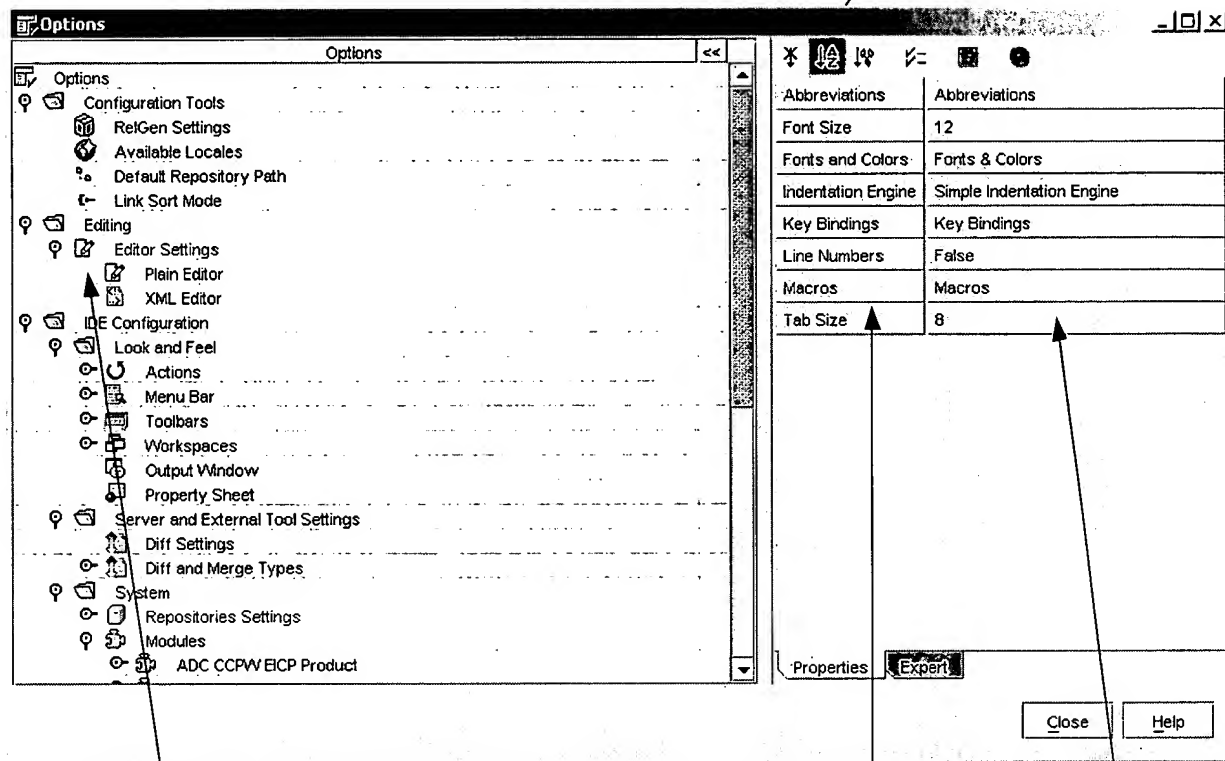 Options
Options <<
Options
Configuration Tools
RelGen Settings
Available Locales
Default Repository Path
Link Sort Mode
Editing
Editor Settings
Plain Editor
XML Editor
IDE Configuration
Look and Feel
Actions
Menu Bar
Toolbars
Workspaces
Output Window
Property Sheet
Server and External Tool Settings
Diff Settings
Diff and Merge Types
System
Repositories Settings
Modules
ADC CCPW EICP Product
Abbreviations Abbreviations
Font Size 12
Fonts and Colors Fonts & Colors
Indentation Engine Simple Indentation Engine
Key Bindings Key Bindings
Line Numbers False
Macros Macros
Tab Size 8
Properties Expert
Close Help